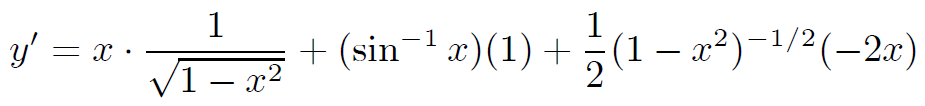 y′ = x · 1/√(1 − x²) + (sin⁻¹ x)(1) + 1/2(1 − x²)^(−1/2)(−2x)